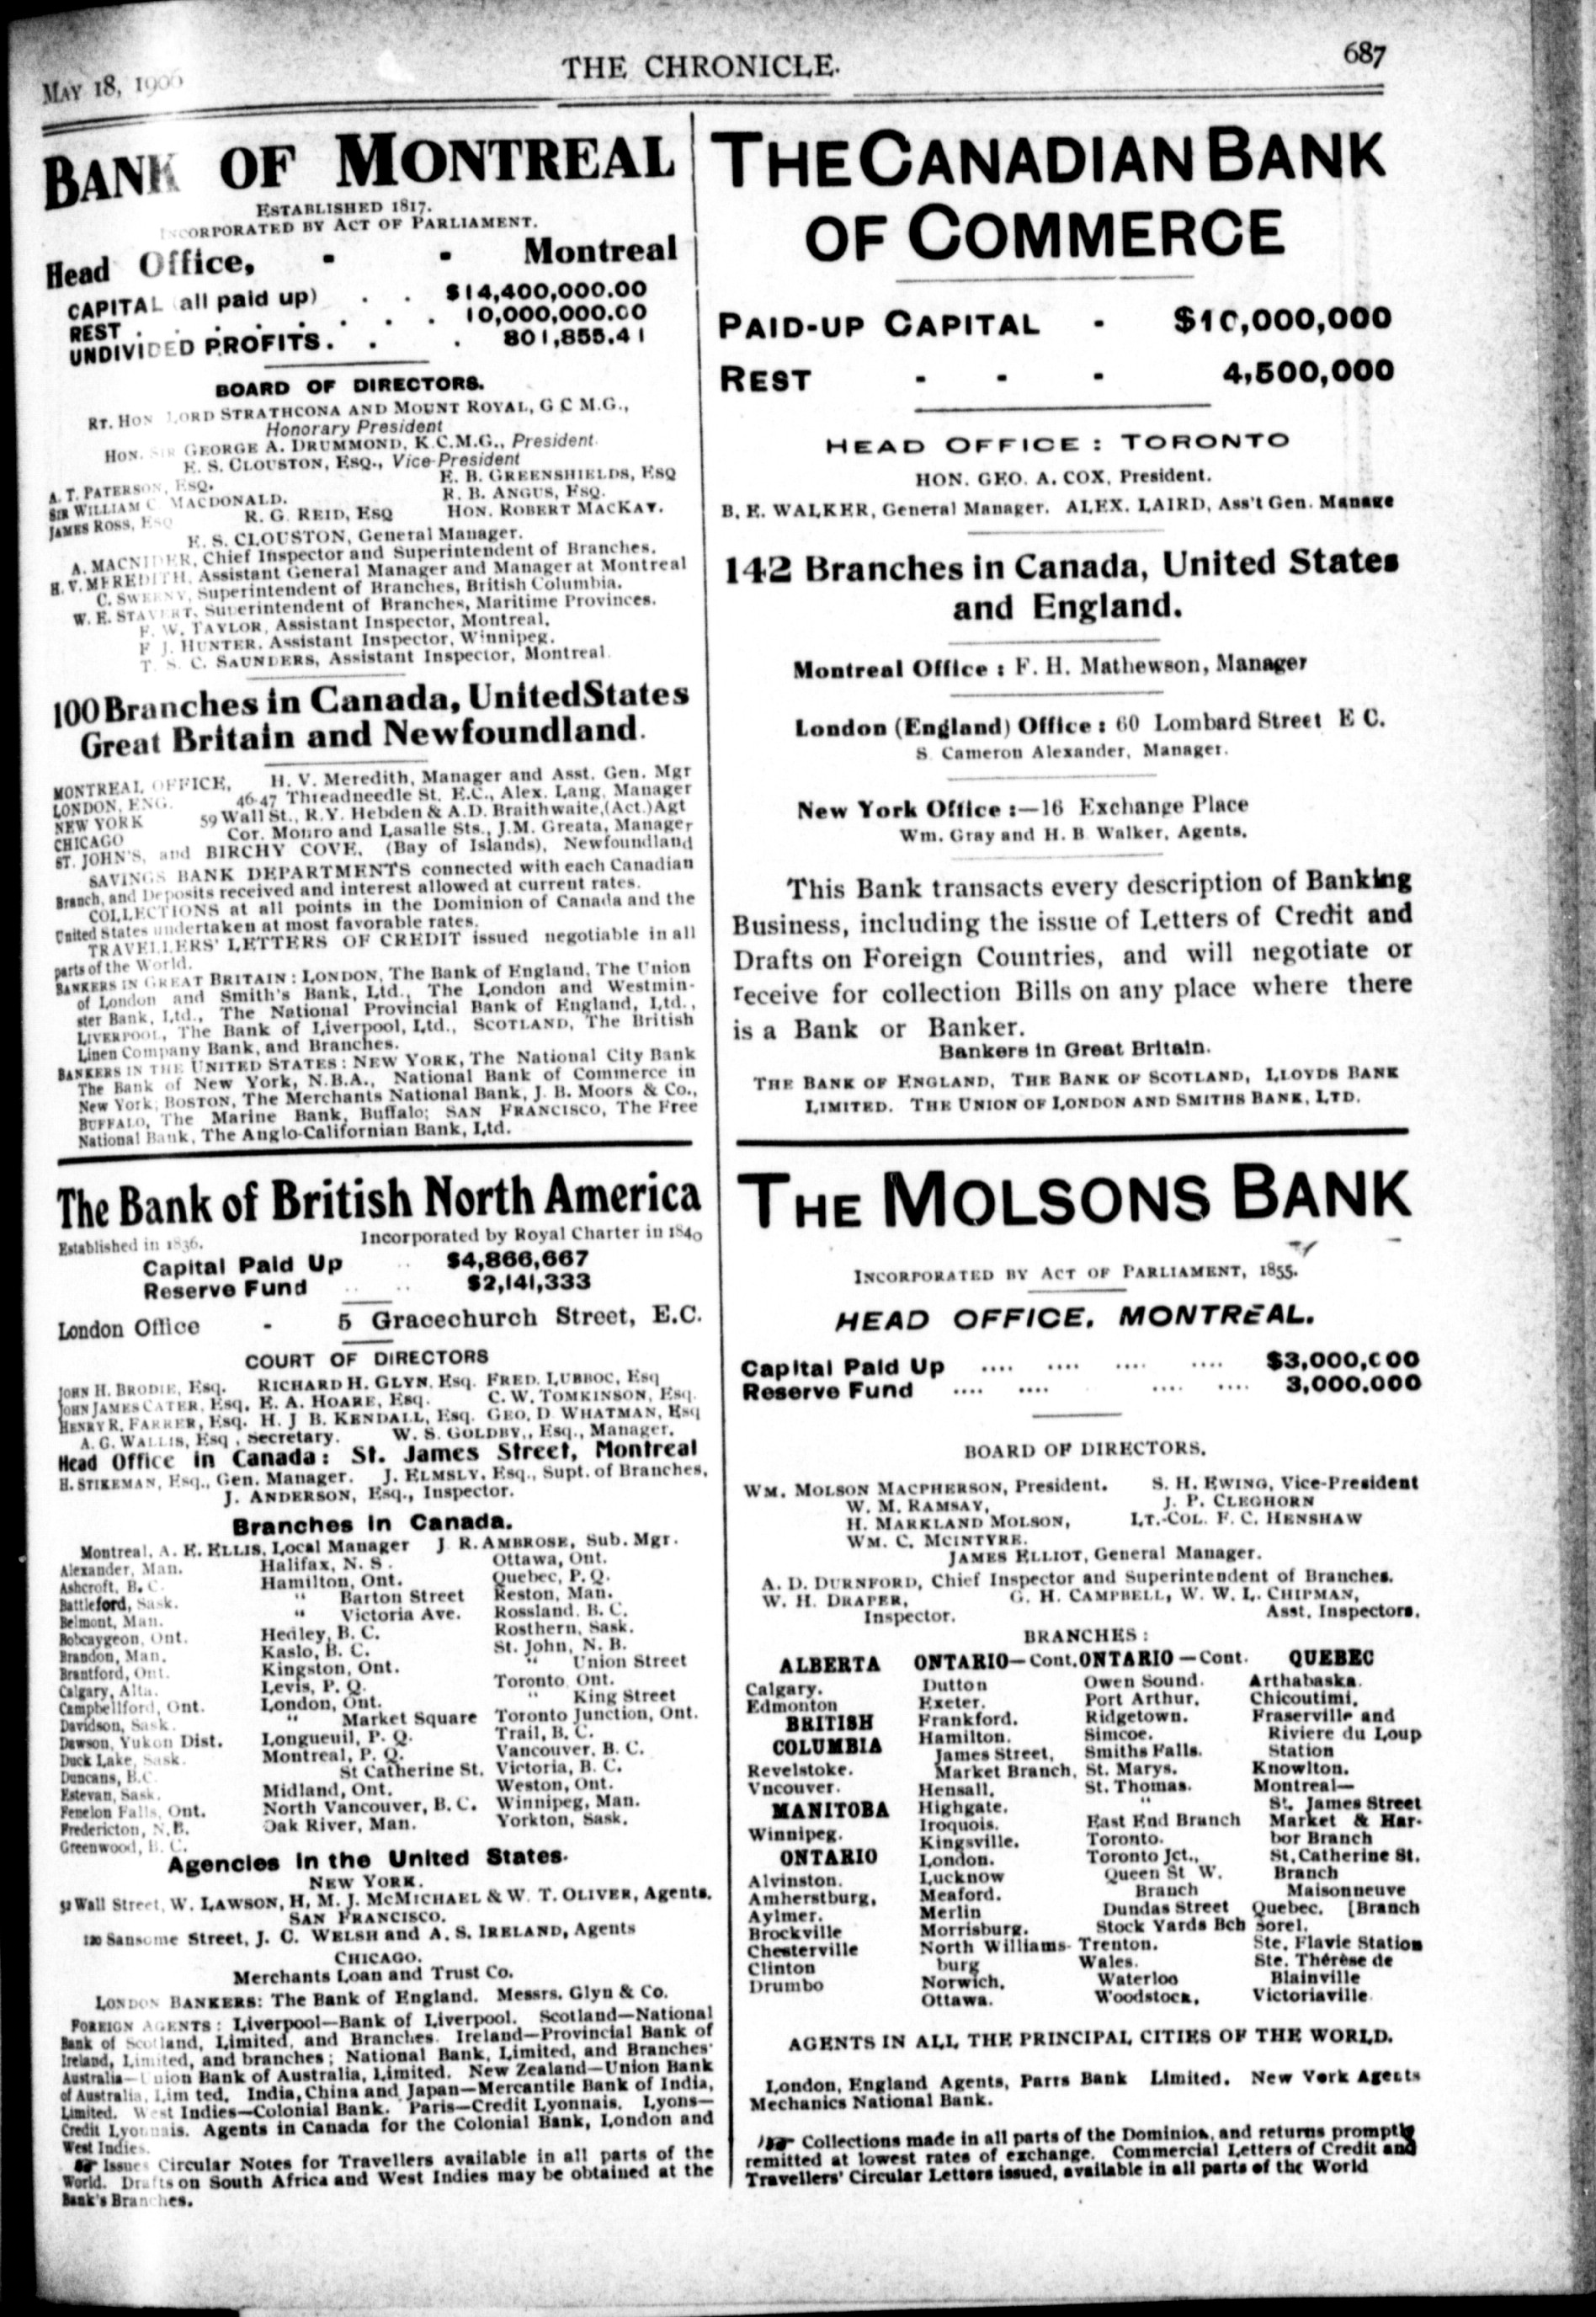 MAY 18, 1906
THE CHRONICLE.
687
BANK OF MONTREAL
ESTABLISHED 1817.
INCORPORATED BY ACT OF PARLIAMENT.
Head Office, - - Montreal
CAPITAL (all paid up) . . $14,400,000.00
REST . . . . . . . 10,000,000.00
UNDIVIDED PROFITS. . . 801,855.41
BOARD OF DIRECTORS.
RT. HON LORD STRATHCONA AND MOUNT ROYAL, G C M.G.,
Honorary President
HON. SIR GEORGE A. DRUMMOND, K.C.M.G., President.
E. S. CLOUSTON, ESQ., Vice-President
A. T. PATERSON, ESQ. E. B. GREENSHIELDS, ESQ
SIR WILLIAM C MACDONALD. R. B. ANGUS, ESQ.
JAMES ROSS, ESQ R. G. REID, ESQ HON. ROBERT MACKAY.
E. S. CLOUSTON, General Manager.
A. MACNIDER, Chief Inspector and Superintendent of Branches.
H. V. MEREDITH, Assistant General Manager and Manager at Montreal
C. SWEENY, Superintendent of Branches, British Columbia.
W. E. STAVERT, Superintendent of Branches, Maritime Provinces.
F. W. TAYLOR, Assistant Inspector, Montreal.
F J. HUNTER, Assistant Inspector, Winnipeg.
T. S. C. SAUNDERS, Assistant Inspector, Montreal
100 Branches in Canada, United States
Great Britain and Newfoundland.
MONTREAL OFFICE, H. V. Meredith, Manager and Asst. Gen. Mgr
LONDON, ENG. 46-47 Threadneedle St. E.C., Alex. Lang, Manager
NEW YORK 59 Wall St., R.Y. Hebden & A.D. Braithwaite,(Act.)Agt
CHICAGO Cor. Monro and Lasalle Sts., J.M. Greata, Manager
ST. JOHN'S, and BIRCHY COVE, (Bay of Islands), Newfoundland
SAVINGS BANK DEPARTMENTS connected with each Canadian
Branch, and Deposits received and interest allowed at current rates.
COLLECTIONS at all points in the Dominion of Canada and the
United States undertaken at most favorable rates.
TRAVELLERS' LETTERS OF CREDIT issued negotiable in all
parts of the World.
BANKERS IN GREAT BRITAIN: LONDON, The Bank of England, The Union
of London and Smith's Bank, Ltd., The London and Westmin-
ster Bank, Ltd., The National Provincial Bank of England, Ltd.,
LIVERPOOL, The Bank of Liverpool, Ltd., SCOTLAND, The British
Linen Company Bank, and Branches.
BANKERS IN THE UNITED STATES: NEW YORK, The National City Bank
The Bank of New York, N.B.A., National Bank of Commerce in
New York; BOSTON, The Merchants National Bank, J. B. Moors & Co.,
BUFFALO, The Marine Bank, Buffalo; SAN FRANCISCO, The Free
National Bank, The Anglo-Californian Bank, Ltd.
The Bank of British North America
Established in 1836. Incorporated by Royal Charter in 1840
Capital Paid Up .. $4,866,667
Reserve Fund .. .. $2,141,333
London Office - 5 Gracechurch Street, E.C.
COURT OF DIRECTORS
JOHN H. BRODIE, Esq. RICHARD H. GLYN, Esq. FRED. LUBBOC, Esq
JOHN JAMES CATER, Esq. E. A. HOARE, Esq. C. W. TOMKINSON, Esq.
HENRY R. FARRER, Esq. H. J B. KENDALL, Esq. GEO. D WHATMAN, Esq
A. G. WALLIS, Esq , Secretary. W. S. GOLDBY,, Esq., Manager.
Head Office in Canada: St. James Street, Montreal
H. STIKEMAN, Esq., Gen. Manager. J. ELMSLY, Esq., Supt. of Branches,
J. ANDERSON, Esq., Inspector.
Branches in Canada.
Montreal, A. E. ELLIS, Local Manager J. R. AMBROSE, Sub. Mgr.
Alexander, Man.
Ashcroft, B. C.
Battleford, Sask.
Belmont, Man.
Bobcaygeon, Ont.
Brandon, Man.
Brantford, Ont.
Calgary, Alta.
Campbellford, Ont.
Davidson, Sask.
Dawson, Yukon Dist.
Duck Lake, Sask.
Duncans, B.C.
Estevan, Sask.
Fenelon Falls, Ont.
Fredericton, N.B.
Greenwood, B. C.
Halifax, N. S.
Hamilton, Ont.
" Barton Street
" Victoria Ave.
Hedley, B. C.
Kaslo, B. C.
Kingston, Ont.
Levis, P. Q.
London, Ont.
" Market Square
Longueuil, P. Q.
Montreal, P. Q.
St Catherine St.
Midland, Ont.
North Vancouver, B. C.
Oak River, Man.
Ottawa, Ont.
Quebec, P. Q.
Reston, Man.
Rossland, B. C.
Rosthern, Sask.
St. John, N. B.
" Union Street
Toronto Ont.
" King Street
Toronto Junction, Ont.
Trail, B. C.
Vancouver, B. C.
Victoria, B. C.
Weston, Ont.
Winnipeg, Man.
Yorkton, Sask.
Agencies in the United States.
NEW YORK.
52 Wall Street, W. LAWSON, H. M. J. MCMICHAEL & W. T. OLIVER, Agents.
SAN FRANCISCO.
120 Sansome Street, J. C. WELSH and A. S. IRELAND, Agents
CHICAGO.
Merchants Loan and Trust Co.
LONDON BANKERS: The Bank of England. Messrs. Glyn & Co.
FOREIGN AGENTS: Liverpool—Bank of Liverpool. Scotland—National
Bank of Scotland, Limited, and Branches. Ireland—Provincial Bank of
Ireland, Limited, and branches; National Bank, Limited, and Branches'
Australia—Union Bank of Australia, Limited. New Zealand—Union Bank
of Australia, Lim ted. India, China and Japan—Mercantile Bank of India,
Limited. West Indies—Colonial Bank. Paris—Credit Lyonnais. Lyons—
Credit Lyonnais. Agents in Canada for the Colonial Bank, London and
West Indies.
Issues Circular Notes for Travellers available in all parts of the
World. Drafts on South Africa and West Indies may be obtained at the
Bank's Branches.
THE CANADIAN BANK
OF COMMERCE
PAID-UP CAPITAL - $10,000,000
REST - - - 4,500,000
HEAD OFFICE: TORONTO
HON. GEO. A. COX, President.
B. E. WALKER, General Manager. ALEX. LAIRD, Ass't Gen. Manage
142 Branches in Canada, United States
and England.
Montreal Office: F. H. Mathewson, Manager
London (England) Office: 60 Lombard Street E C.
S. Cameron Alexander, Manager.
New York Office:—16 Exchange Place
Wm. Gray and H. B Walker, Agents.
This Bank transacts every description of Banking
Business, including the issue of Letters of Credit and
Drafts on Foreign Countries, and will negotiate or
receive for collection Bills on any place where there
is a Bank or Banker.
Bankers in Great Britain.
THE BANK OF ENGLAND, THE BANK OF SCOTLAND, LLOYDS BANK
LIMITED. THE UNION OF LONDON AND SMITHS BANK, LTD.
THE MOLSONS BANK
INCORPORATED BY ACT OF PARLIAMENT, 1855.
HEAD OFFICE, MONTREAL.
Capital Paid Up .... .... .... .... $3,000,000
Reserve Fund .... .... .... .... 3,000.000
BOARD OF DIRECTORS.
WM. MOLSON MACPHERSON, President. S. H. EWING, Vice-President
W. M. RAMSAY, J. P. CLEGHORN
H. MARKLAND MOLSON, LT.-COL. F. C. HENSHAW
WM. C. MCINTYRE.
JAMES ELLIOT, General Manager.
A. D. DURNFORD, Chief Inspector and Superintendent of Branches.
W. H. DRAPER, G. H. CAMPBELL, W. W. L. CHIPMAN,
Inspector. Asst. Inspectors.
BRANCHES:
ALBERTA
Calgary.
Edmonton
BRITISH
COLUMBIA
Revelstoke.
Vncouver.
MANITOBA
Winnipeg.
ONTARIO
Alvinston.
Amherstburg,
Aylmer.
Brockville
Chesterville
Clinton
Drumbo
ONTARIO—Cont.
Dutton
Exeter.
Frankford.
Hamilton.
James Street,
Market Branch,
Hensall,
Highgate.
Iroquois.
Kingsville.
London.
Lucknow
Meaford.
Merlin
Morrisburg.
North Williams-
burg
Norwich,
Ottawa.
ONTARIO—Cont.
Owen Sound.
Port Arthur.
Ridgetown.
Simcoe.
Smiths Falls.
St. Marys.
St. Thomas.
"
East End Branch
Toronto.
Toronto Jct.,
Queen St W.
Branch
Dundas Street
Stock Yards Bch
Trenton.
Wales.
Waterloo
Woodstock,
QUEBEC
Arthabaska.
Chicoutimi,
Fraserville and
Riviere du Loup
Station
Knowlton.
Montreal—
St. James Street
Market & Har-
bor Branch
St, Catherine St.
Branch
Maisonneuve
Quebec. [Branch
Sorel.
Ste. Flavie Station
Ste. Thérèse de
Blainville
Victoriaville
AGENTS IN ALL THE PRINCIPAL CITIES OF THE WORLD.
London, England Agents, Parrs Bank Limited. New York Agents
Mechanics National Bank.
Collections made in all parts of the Dominion, and returns promptly
remitted at lowest rates of exchange. Commercial Letters of Credit and
Travellers' Circular Letters issued, available in all parts of the World